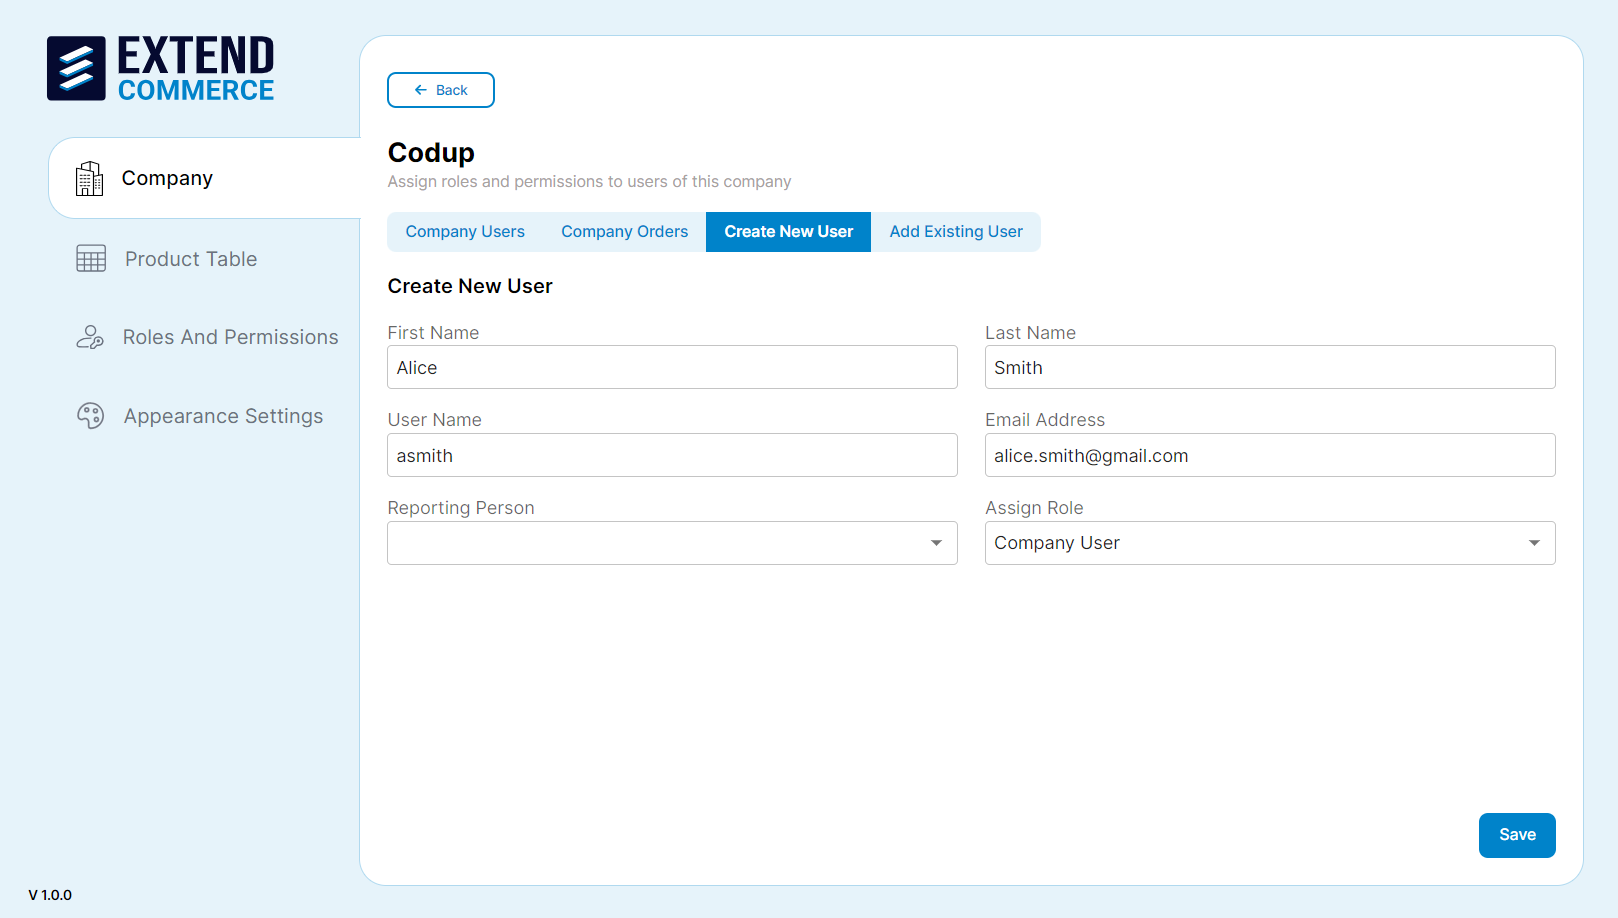 EXTEND
COMMERCE
Company
Product Table
Roles And Permissions
Appearance Settings
V 1.0.0
Back
Codup
Assign roles and permissions to users of this company
Company Users Company Orders Create New User Add Existing User
Create New User
First Name Last Name
Alice Smith
User Name Email Address
asmith alice.smith@gmail.com
Reporting Person Assign Role
Company User
Save